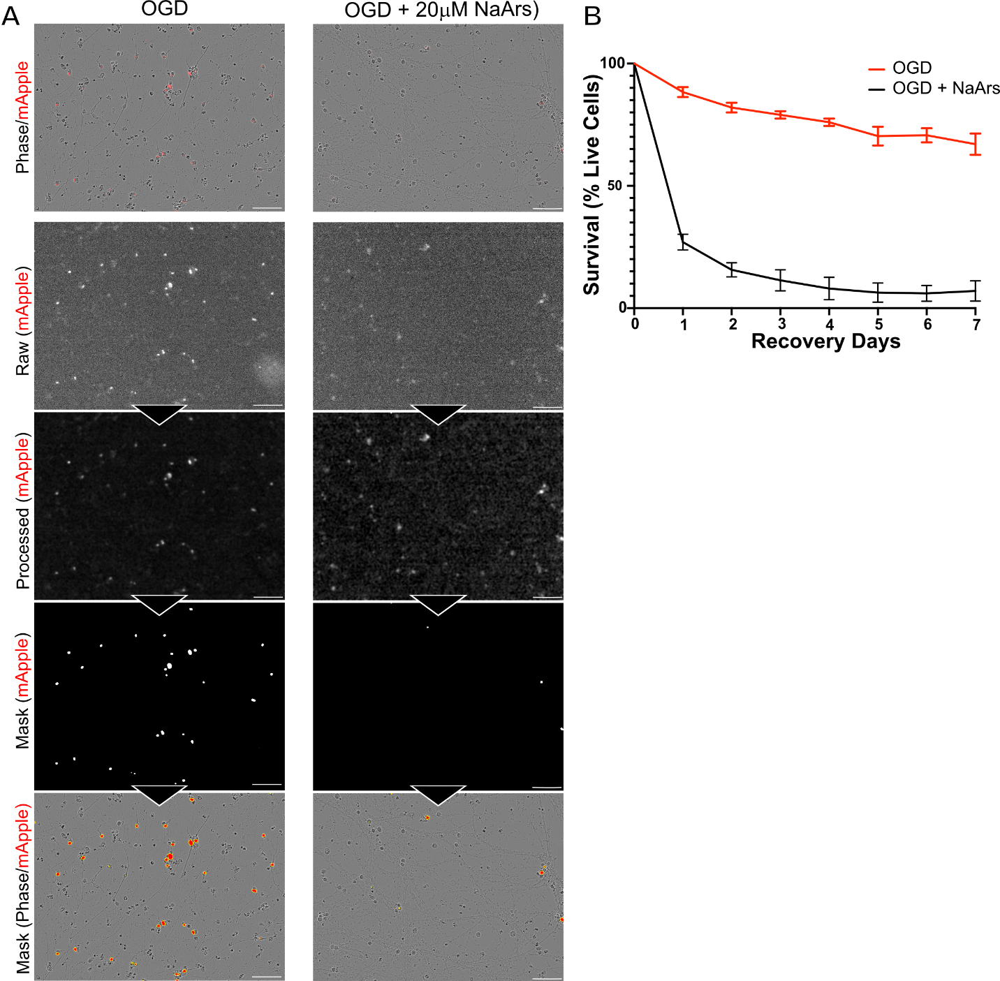 A
OGD
OGD + 20μM NaArs)
Phase/mApple
Raw (mApple)
Processed (mApple)
Mask (mApple)
Mask (Phase/mApple)
B
OGD
OGD + NaArs
Survival (% Live Cells)
100
50
0
0 1 2 3 4 5 6 7
Recovery Days